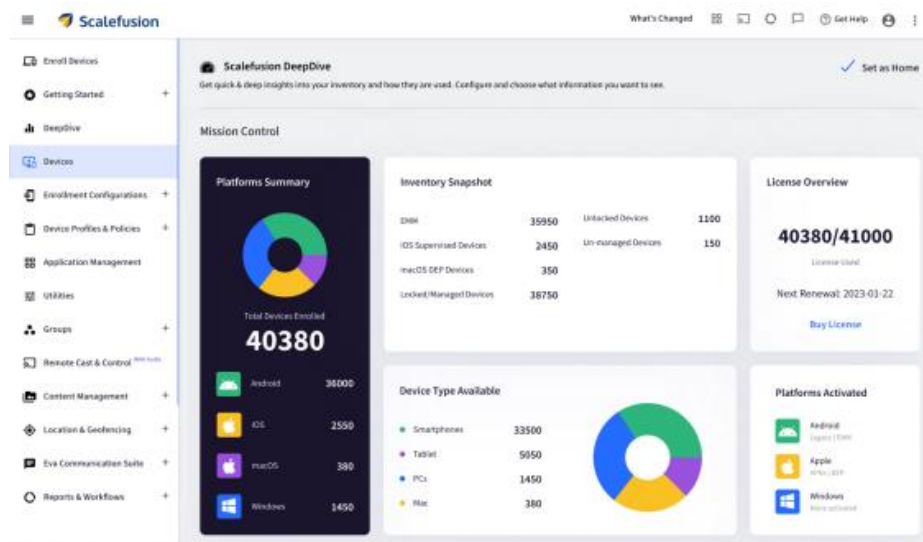 Scalefusion
What's Changed
Get Help
Enroll Devices
Getting Started +
DeepDive
Devices
Enrollment Configurations +
Device Profiles & Policies +
Application Management
Utilities
Groups +
Remote Cast & Control
Content Management +
Location & Geofencing +
Eva Communication Suite +
Reports & Workflows +
Scalefusion DeepDive
Set as Home
Get quick & deep insights into your inventory and how they are used. Configure and choose what information you want to see.
Mission Control
Platforms Summary
Total Devices Enrolled
40380
Android 36000
iOS 2550
macOS 380
Windows 1450
Inventory Snapshot
EMM 35950
iOS Supervised Devices 2450
macOS DEP Devices 350
Locked/Managed Devices 38750
Unlocked Devices 1100
Un-managed Devices 150
License Overview
40380/41000
License Used
Next Renewal: 2023-01-22
Buy License
Device Type Available
Smartphones 33500
Tablet 5050
PCs 1450
Mac 380
Platforms Activated
Android
Legacy | EMM
Apple
APNs | DEP
Windows